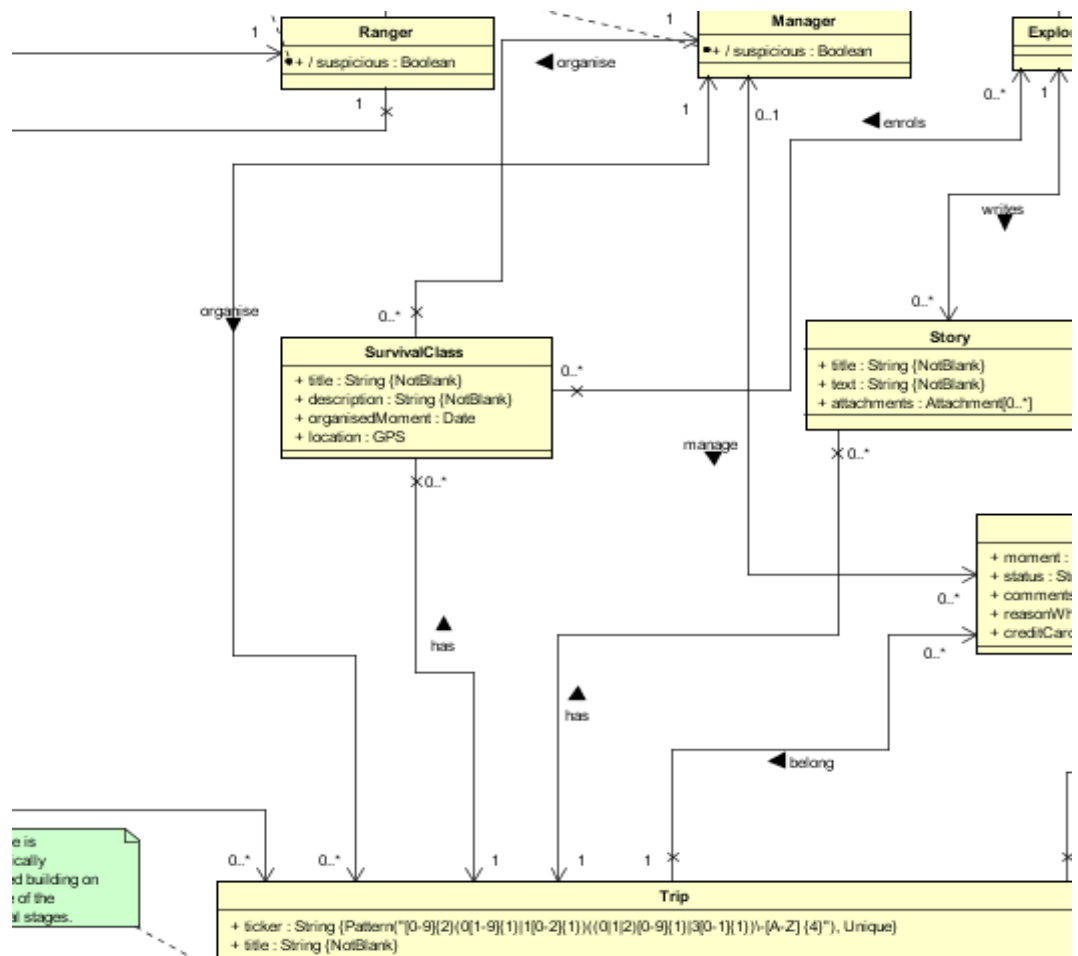 Ranger
+ / suspicious : Boolean
1
1
Manager
+ / suspicious : Boolean
1
1
0..1
organise
Explo
0..*
1
enrols
writes
organise
0..*
SurvivalClass
+ title : String {NotBlank}
+ description : String {NotBlank}
+ organisedMoment : Date
+ location : GPS
0..*
0..*
0..*
Story
+ title : String {NotBlank}
+ text : String {NotBlank}
+ attachments : Attachment[0..*]
0..*
manage
+ moment :
+ status : St
+ comments
+ reasonWh
+ creditCard
0..*
0..*
has
has
belong
e is
ically
ed building on
e of the
al stages.
0..*
0..*
1
1
1
Trip
+ ticker : String {Pattern("[0-9]{2}(0[1-9]{1}|1[0-2]{1})((0|1|2)[0-9]{1}|3[0-1]{1})\-[A-Z] {4}"), Unique}
+ title : String {NotBlank}